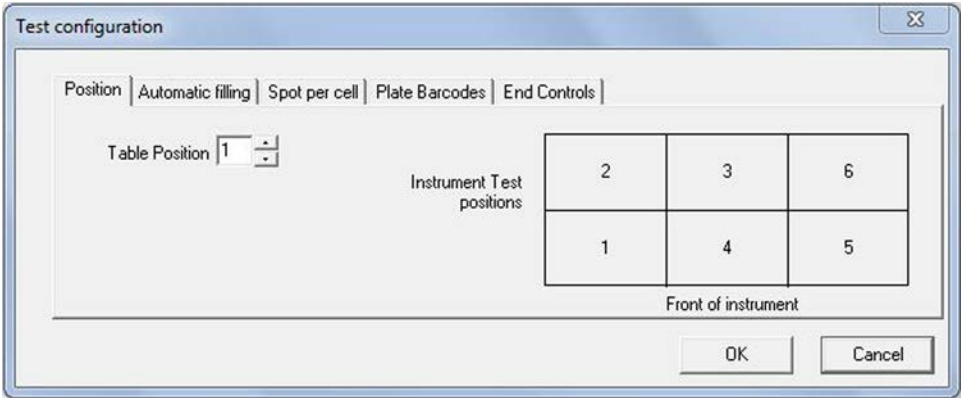 Test configuration
Position Automatic filling Spot per cell Plate Barcodes End Controls
Table Position 1
Instrument Test
positions
2 3 6
1 4 5
Front of instrument
OK Cancel